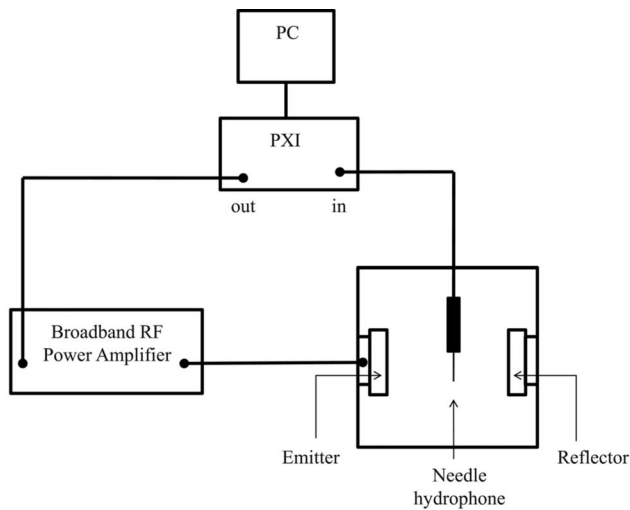 PC
PXI
out
in
Broadband RF
Power Amplifier
Emitter
Needle
hydrophone
Reflector